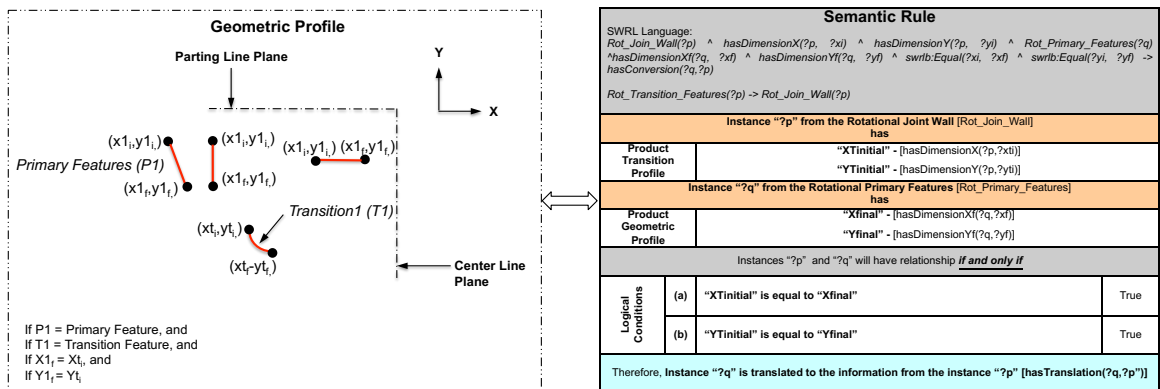 Geometric Profile
Parting Line Plane
Y
X
(x1i,y1i,)
(x1i,y1i,)
(x1i,y1i,) (x1f,y1f,)
Primary Features (P1)
(x1f,y1f,)
(x1f,y1f,)
Transition1 (T1)
(xti,yti,)
(xtf-ytf,)
Center Line
Plane
If P1 = Primary Feature, and
If T1 = Transition Feature, and
If X1f = Xti, and
If Y1f = Yti
Semantic Rule
SWRL Language:
Rot_Join_Wall(?p) ^ hasDimensionX(?p, ?xi) ^ hasDimensionY(?p, ?yi) ^ Rot_Primary_Features(?q)
^hasDimensionXf(?q, ?xf) ^ hasDimensionYf(?q, ?yf) ^ swrlb:Equal(?xi, ?xf) ^ swrlb:Equal(?yi, ?yf) ->
hasConversion(?q,?p)
Rot_Transition_Features(?p) -> Rot_Join_Wall(?p)
Instance “?p” from the Rotational Joint Wall [Rot_Join_Wall]
has
Product
Transition
Profile
“XTinitial” - [hasDimensionX(?p,?xti)]
“YTinitial” - [hasDimensionY(?p,?yti)]
Instance “?q” from the Rotational Primary Features [Rot_Primary_Features]
has
Product
Geometric
Profile
“Xfinal” - [hasDimensionXf(?q,?xf)]
“Yfinal” - [hasDimensionYf(?q,?yf)]
Instances “?p” and “?q” will have relationship if and only if
Logical
Conditions
(a) “XTinitial” is equal to “Xfinal” True
(b) “YTinitial” is equal to “Yfinal” True
Therefore, Instance “?q” is translated to the information from the instance “?p” [hasTranslation(?q,?p”)]